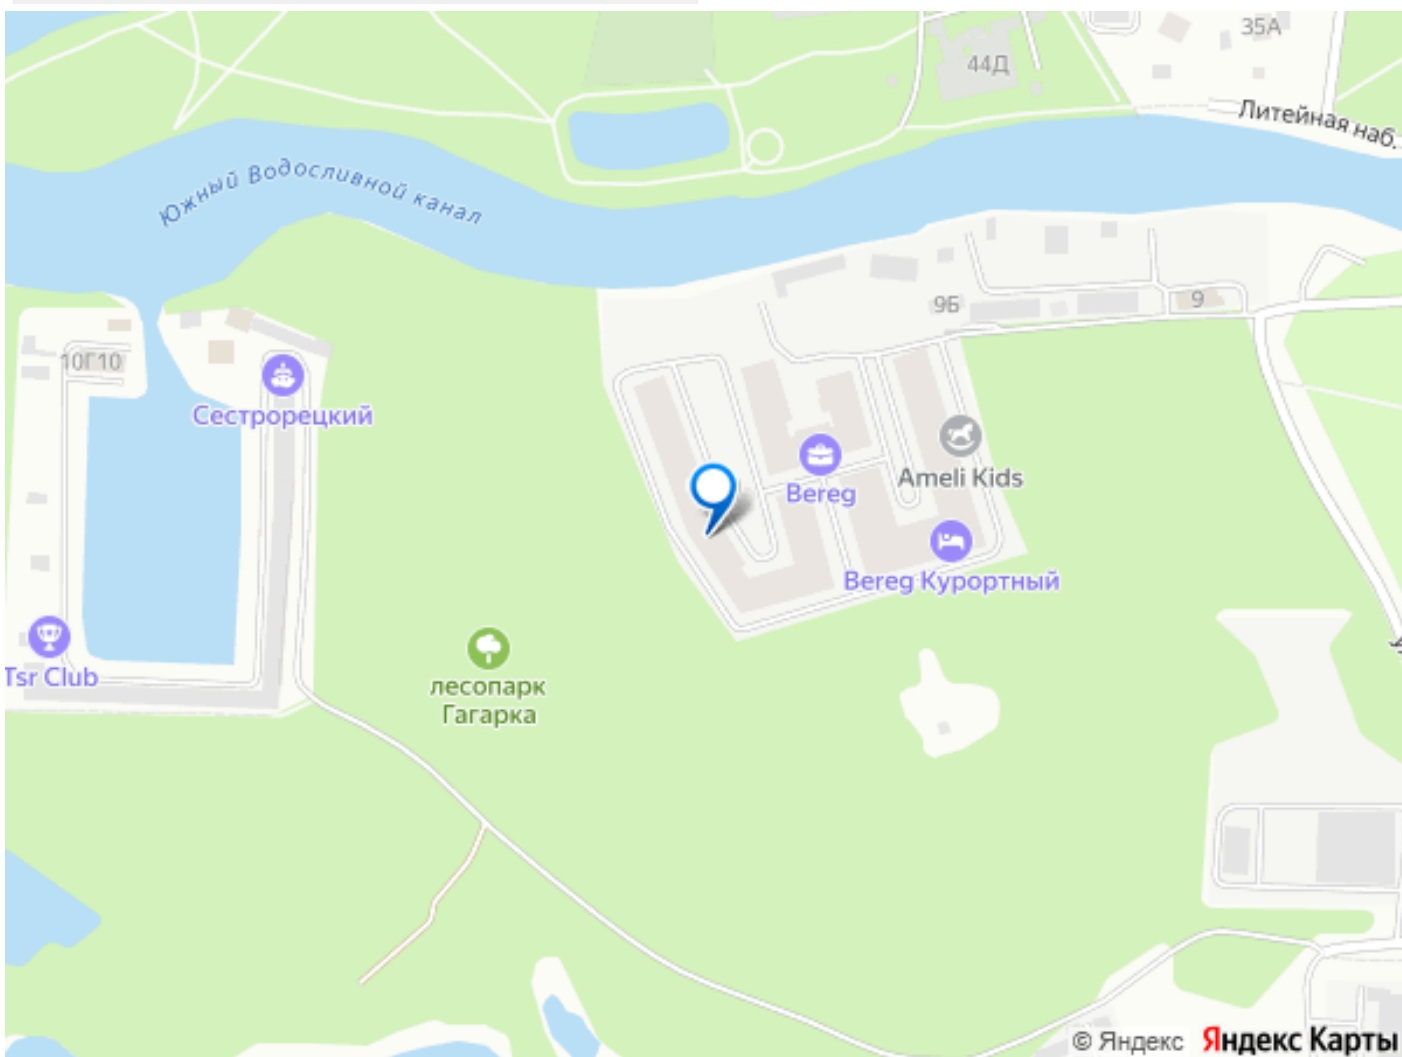 35А
44Д
Литейная наб.
Южный Водосливной канал
9Б
9
10Г10
Сестрорецкий
Ameli Kids
Bereg
Bereg Курортный
Tsr Club
лесопарк
Гагарка
© Яндекс Яндекс Карты